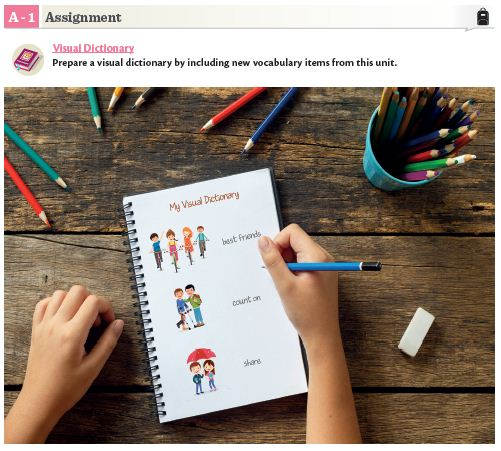 A - 1 Assignment
Visual Dictionary
Prepare a visual dictionary by including new vocabulary items from this unit.
My Visual Dictionary
best friends
count on
share